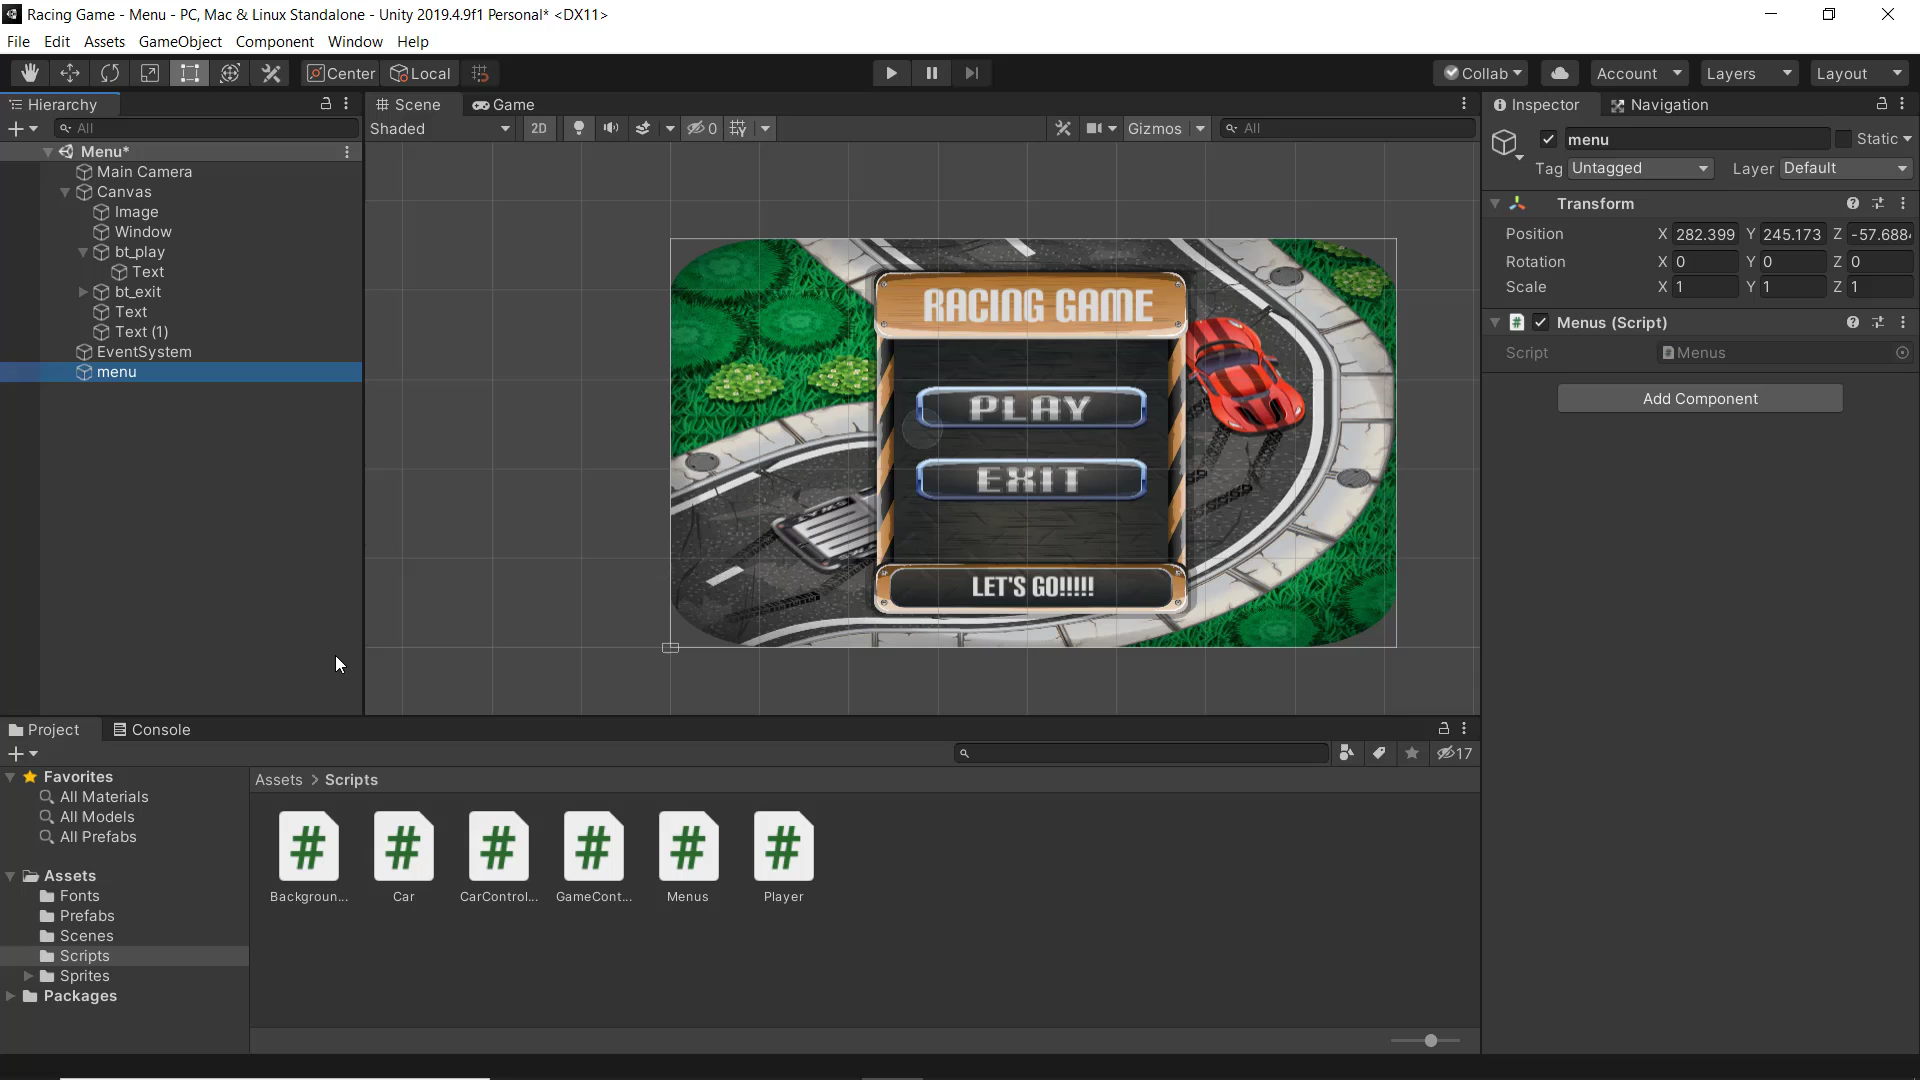 Racing Game - Menu - PC, Mac & Linux Standalone - Unity 2019.4.9f1 Personal* <DX11>
File Edit Assets GameObject Component Window Help
Center Local Collab Account Layers Layout
Hierarchy
All
Menu*
Main Camera
Canvas
Image
Window
bt_play
Text
bt_exit
Text
Text (1)
EventSystem
menu
Scene Game
Shaded 2D 0 Gizmos All
RACING GAME
PLAY
EXIT
LET'S GO!!!!!
Inspector Navigation
menu Static
Tag Untagged Layer Default
Transform
Position X 282.399 Y 245.173 Z -57.688
Rotation X 0 Y 0 Z 0
Scale X 1 Y 1 Z 1
# Menus (Script)
Script Menus
Add Component
Project Console
17
Favorites
All Materials
All Models
All Prefabs
Assets
Fonts
Prefabs
Scenes
Scripts
Sprites
Packages
Assets > Scripts
# # # # # #
Backgroun... Car CarControl... GameCont... Menus Player